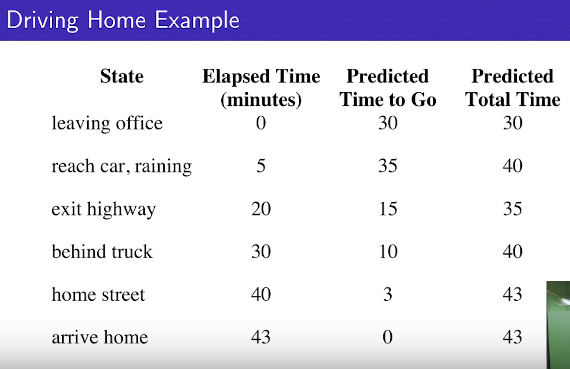 Driving Home Example
State Elapsed Time Predicted Predicted
(minutes) Time to Go Total Time
leaving office 0 30 30
reach car, raining 5 35 40
exit highway 20 15 35
behind truck 30 10 40
home street 40 3 43
arrive home 43 0 43